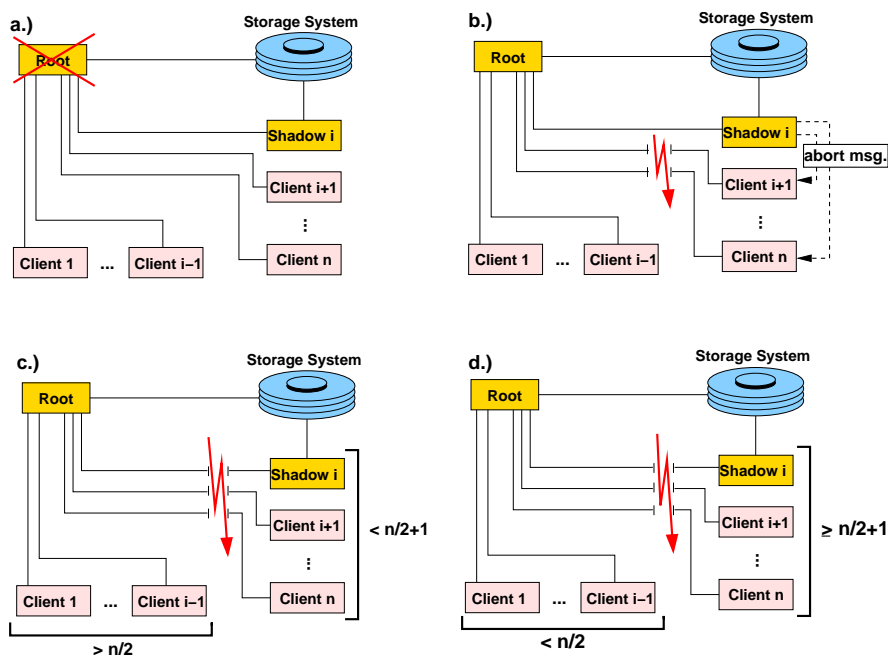 a.)
Storage System
Root
Shadow i
Client i+1
...
Client 1
...
Client i−1
Client n
b.)
Storage System
Root
Shadow i
abort msg.
Client i+1
...
Client 1
...
Client i−1
Client n
c.)
Storage System
Root
Shadow i
Client i+1
< n/2+1
...
Client 1
...
Client i−1
Client n
> n/2
d.)
Storage System
Root
Shadow i
Client i+1
≥ n/2+1
...
Client 1
...
Client i−1
Client n
< n/2